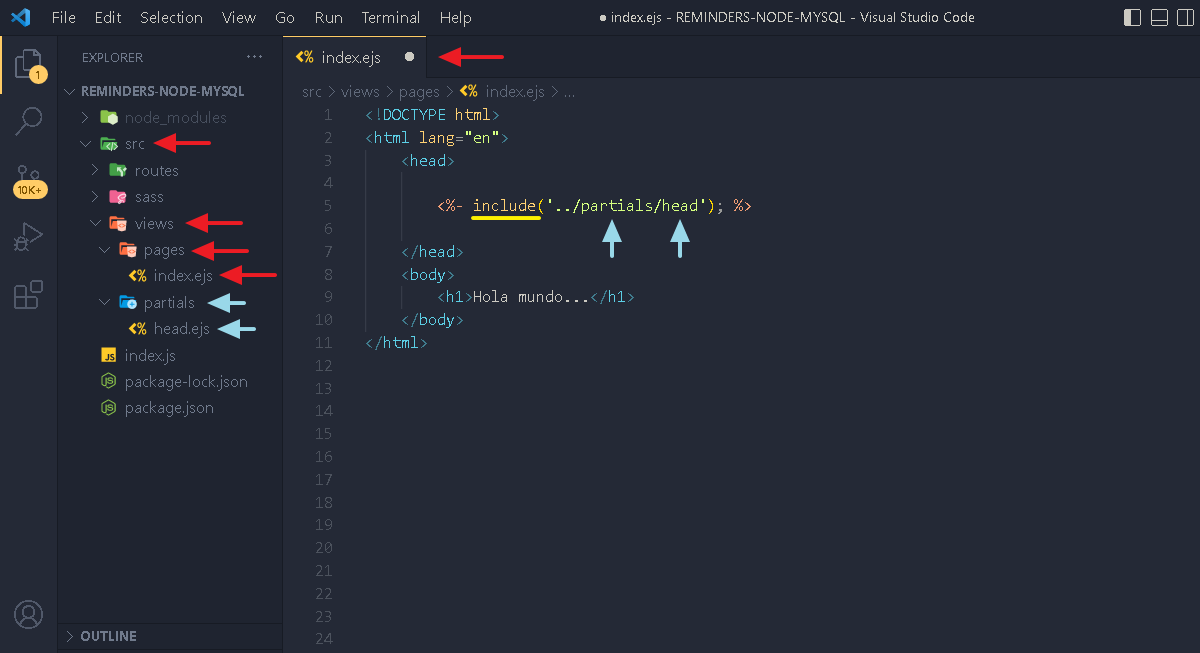 File Edit Selection View Go Run Terminal Help
● index.ejs - REMINDERS-NODE-MYSQL - Visual Studio Code
1
10K+
EXPLORER ...
REMINDERS-NODE-MYSQL
node_modules
src
routes
sass
views
pages
<% index.ejs
partials
<% head.ejs
JS index.js
JS package-lock.json
JS package.json
OUTLINE
<% index.ejs ●
src > views > pages > <% index.ejs > ...
1 <!DOCTYPE html>
2 <html lang="en">
3 <head>
4
5 <%- include('../partials/head'); %>
6
7 </head>
8 <body>
9 <h1>Hola mundo...</h1>
10 </body>
11 </html>
12
13
14
15
16
17
18
19
20
21
22
23
24